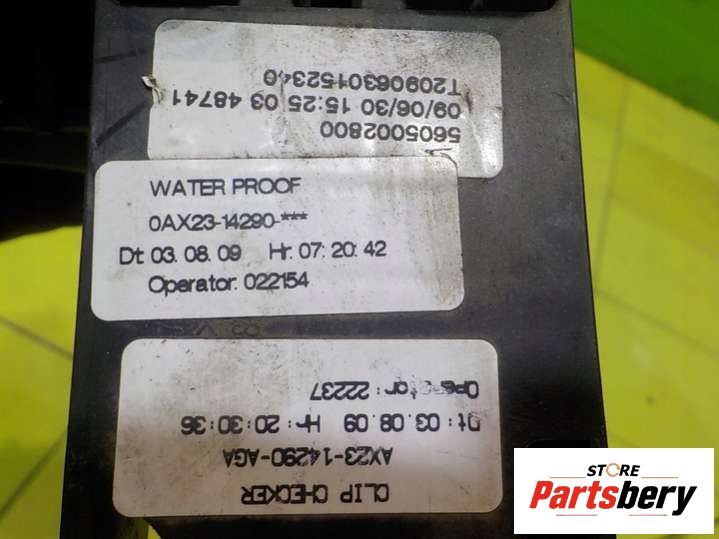 5605002800
09/06/30 15:25 03 48741
T2090630152340
WATER PROOF
0AX23-14290-***
Dt: 03. 08. 09 Hr: 07: 20: 42
Operator: 022154
CLIP CHECKER
AX23-14290-AGA
Dt: 03. 08. 09 Hr: 20: 30: 36
Operator: 22237
STORE
Partsbery